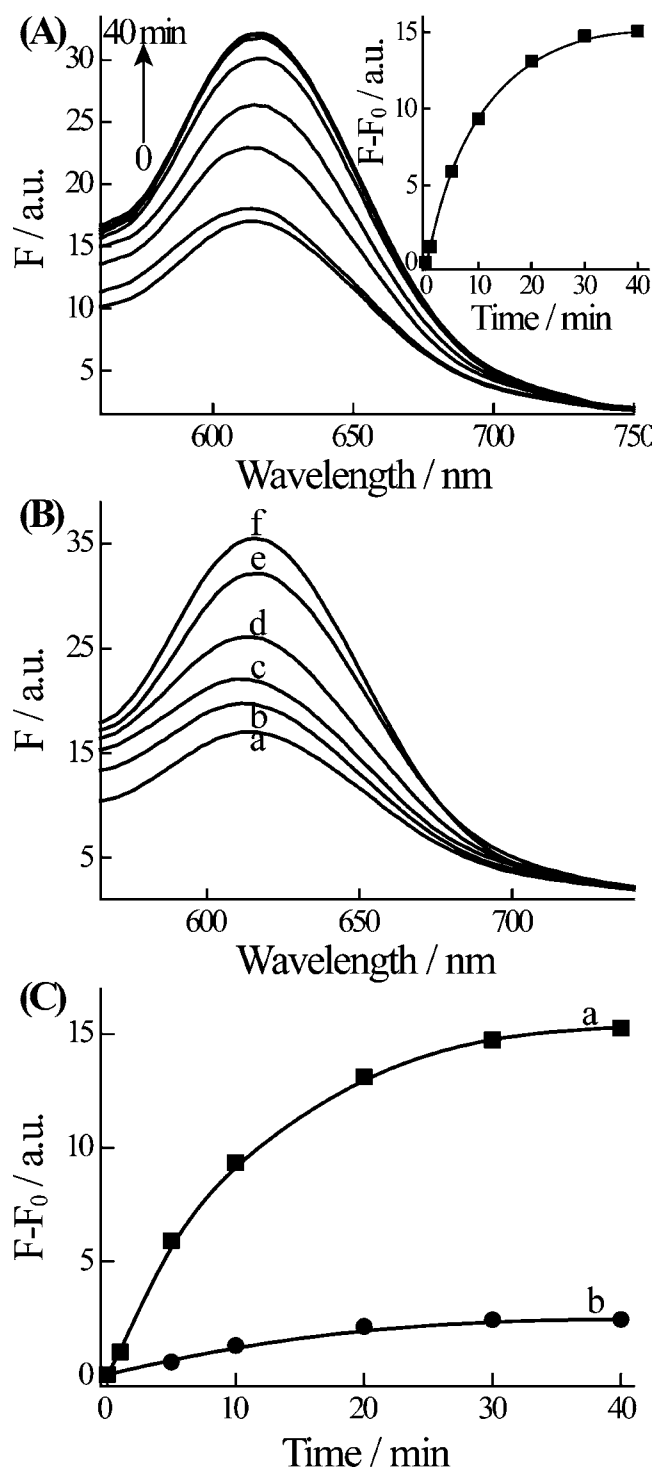 (A)
40 min
0
F / a.u.
30
25
20
15
10
5
600
650
700
750
Wavelength / nm
F-F₀ / a.u.
15
10
5
0
0
10
20
30
40
Time / min
(B)
F / a.u.
35
25
15
5
f
e
d
c
b
a
600
650
700
Wavelength / nm
(C)
F-F₀ / a.u.
15
10
5
0
a
b
0
10
20
30
40
Time / min